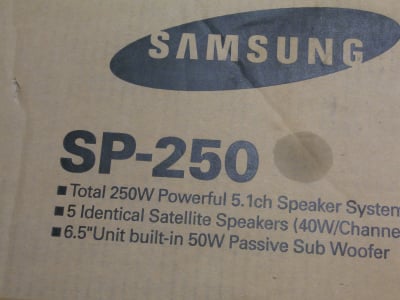 SAMSUNG
SP-250
■Total 250W Powerful 5.1ch Speaker System
■5 Identical Satellite Speakers (40W/Channe
■6.5"Unit built-in 50W Passive Sub Woofer